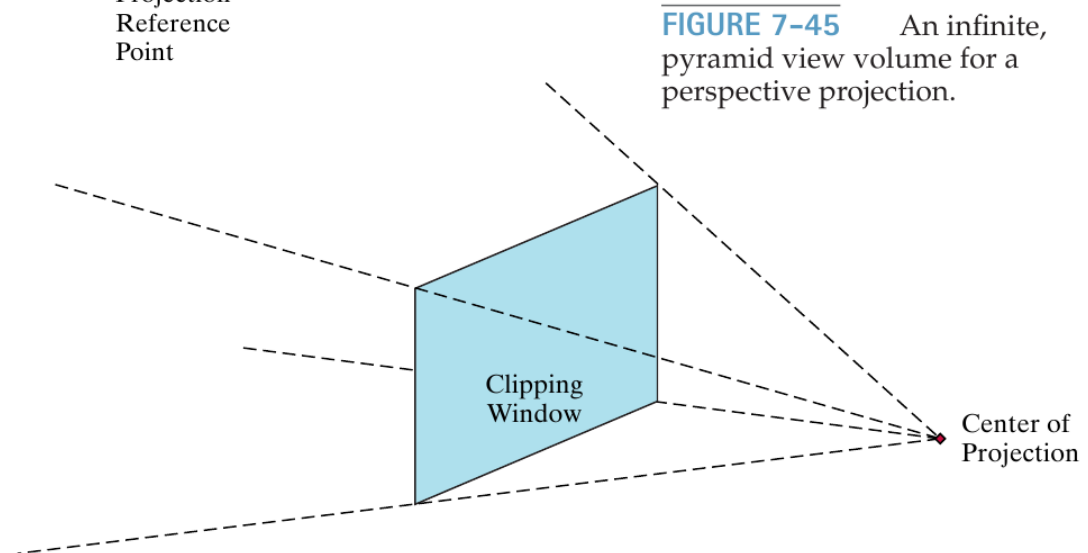 Reference
Point
FIGURE 7–45 An infinite,
pyramid view volume for a
perspective projection.
Clipping
Window
Center of
Projection